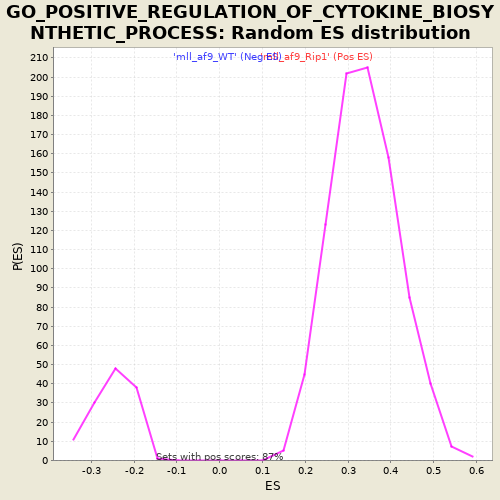 GO_POSITIVE_REGULATION_OF_CYTOKINE_BIOSY
NTHETIC_PROCESS: Random ES distribution
'mll_af9_WT' (Neg ES)
'mll_af9_Rip1' (Pos ES)
210
200
190
180
170
160
150
140
130
120
110
100
90
80
70
60
50
40
30
20
10
0
P(ES)
Sets with pos scores: 87%
-0.3 -0.2 -0.1 0.0 0.1 0.2 0.3 0.4 0.5 0.6
ES